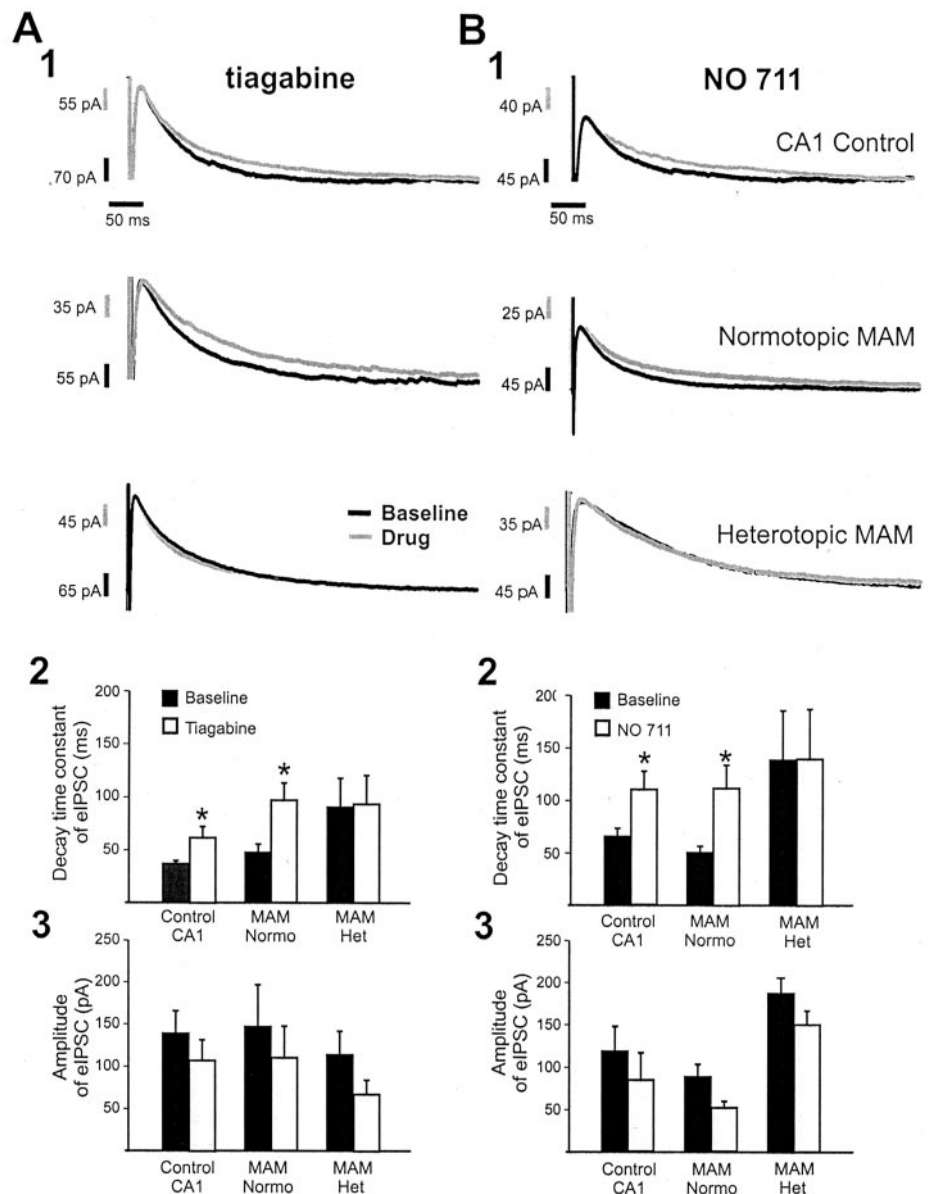 A
1
tiagabine
55 pA
70 pA
50 ms
35 pA
55 pA
45 pA
65 pA
Baseline
Drug
B
1
NO 711
40 pA
CA1 Control
45 pA
50 ms
25 pA
Normotopic MAM
45 pA
35 pA
Heterotopic MAM
45 pA
2
Decay time constant
of eIPSC (ms)
200
150
100
50
Baseline
Tiagabine
*
*
Control
CA1
MAM
Normo
MAM
Het
3
Amplitude
of eIPSC (pA)
250
200
150
100
50
Control
CA1
MAM
Normo
MAM
Het
2
Decay time constant
of eIPSC (ms)
200
150
100
50
Baseline
NO 711
*
*
Control
CA1
MAM
Normo
MAM
Het
3
Amplitude
of eIPSC (pA)
250
200
150
100
50
Control
CA1
MAM
Normo
MAM
Het